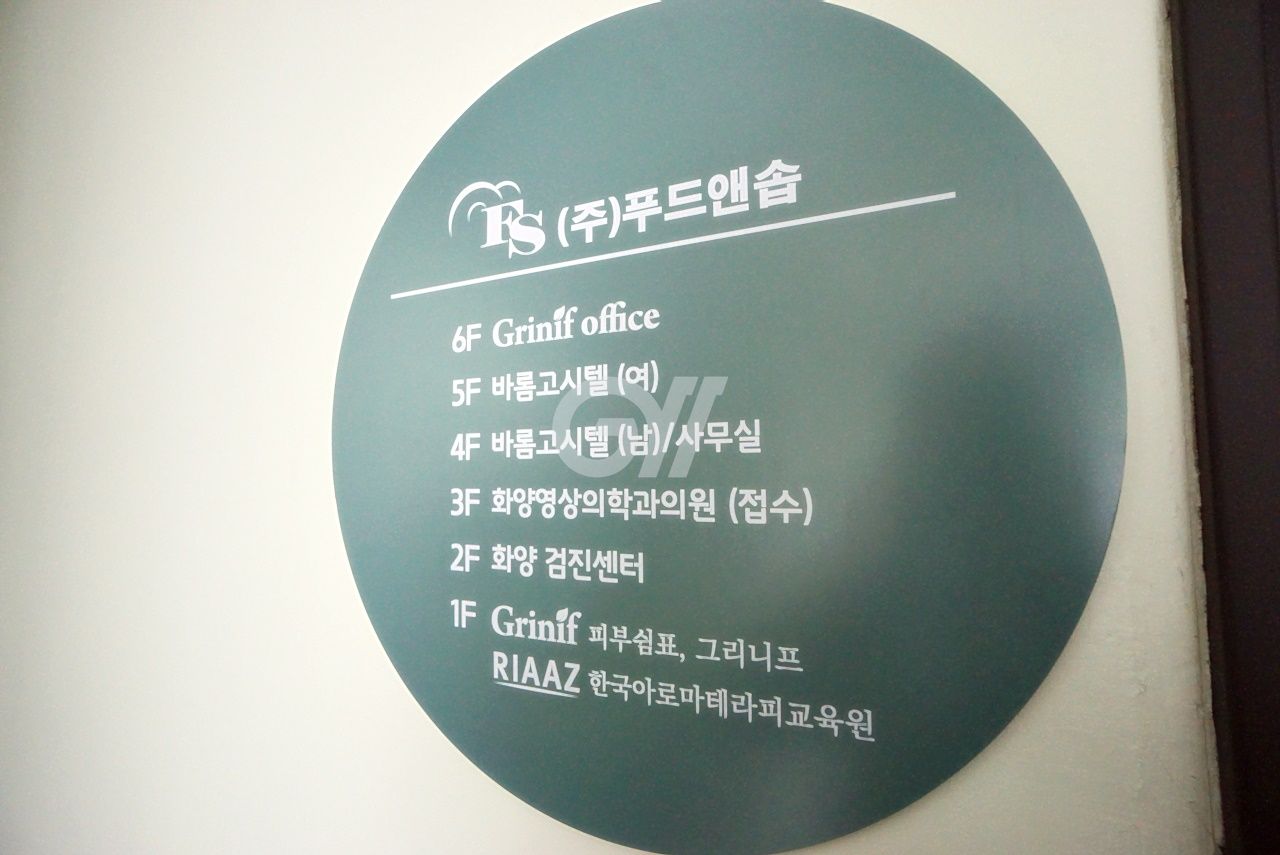 FS (주)푸드앤솝
6F Grinif office
5F 바롬고시텔 (여)
4F 바롬고시텔 (남)/사무실
3F 화양영상의학과의원 (접수)
2F 화양 검진센터
1F Grinif 피부쉼표, 그리니프
RIAAZ 한국아로마테라피교육원